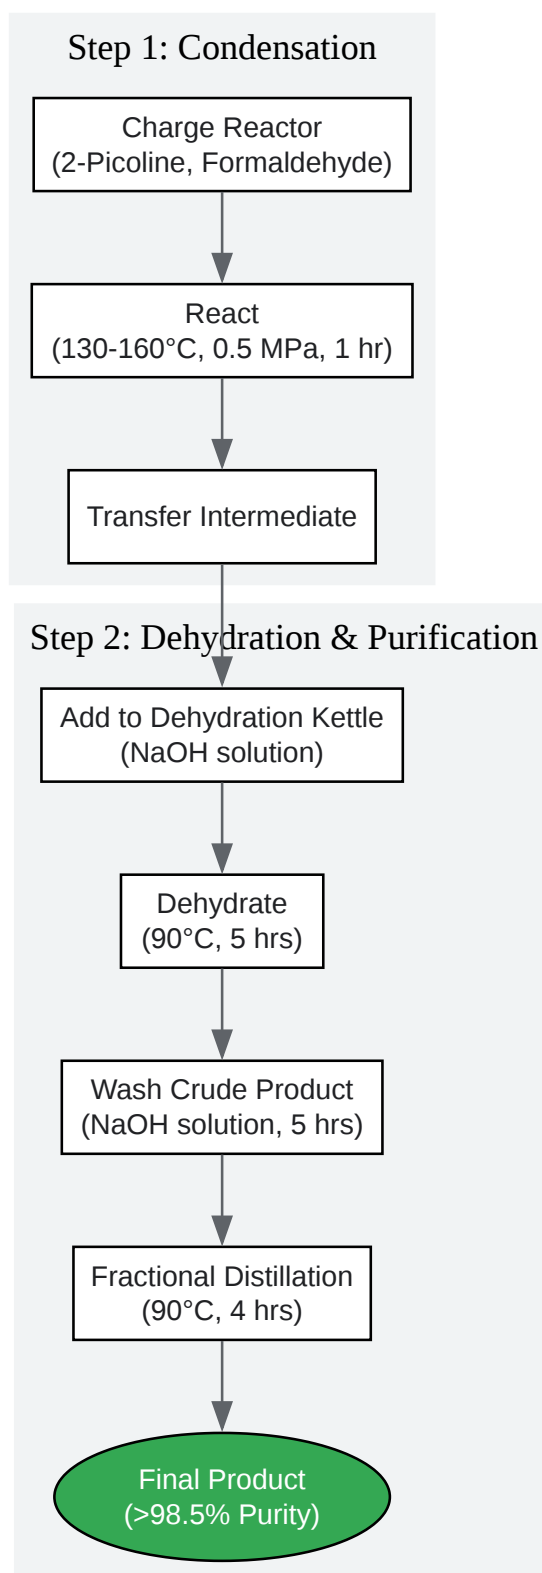 Step 1: Condensation
Charge Reactor
(2-Picoline, Formaldehyde)
React
(130-160°C, 0.5 MPa, 1 hr)
Transfer Intermediate
Step 2: Dehydration & Purification
Add to Dehydration Kettle
(NaOH solution)
Dehydrate
(90°C, 5 hrs)
Wash Crude Product
(NaOH solution, 5 hrs)
Fractional Distillation
(90°C, 4 hrs)
Final Product
(>98.5% Purity)